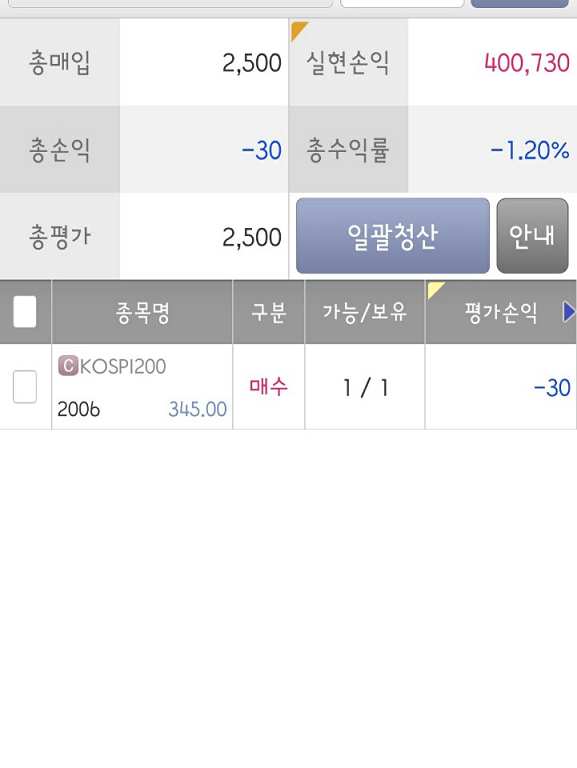 총매입 2,500 실현손익 400,730
총손익 -30 총수익률 -1.20%
총평가 2,500 일괄청산 안내
종목명 구분 가능/보유 평가손익
C KOSPI200
2006 345.00 매수 1 / 1 -30